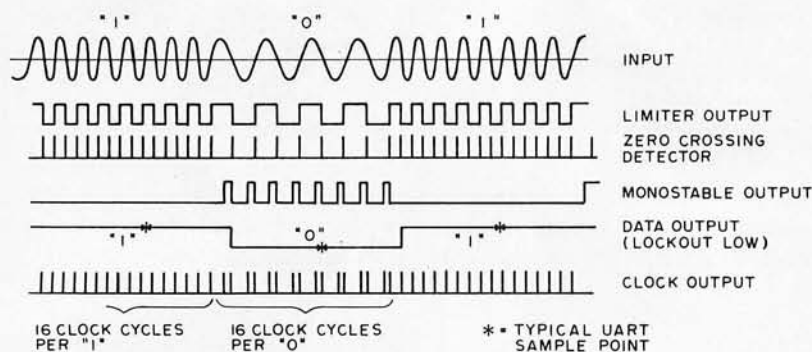 "1" "0" "1"
INPUT
LIMITER OUTPUT
ZERO CROSSING
DETECTOR
MONOSTABLE OUTPUT
"1" "0" "1"
DATA OUTPUT
(LOCKOUT LOW)
CLOCK OUTPUT
16 CLOCK CYCLES
PER "1"
16 CLOCK CYCLES
PER "0"
* = TYPICAL UART
SAMPLE POINT